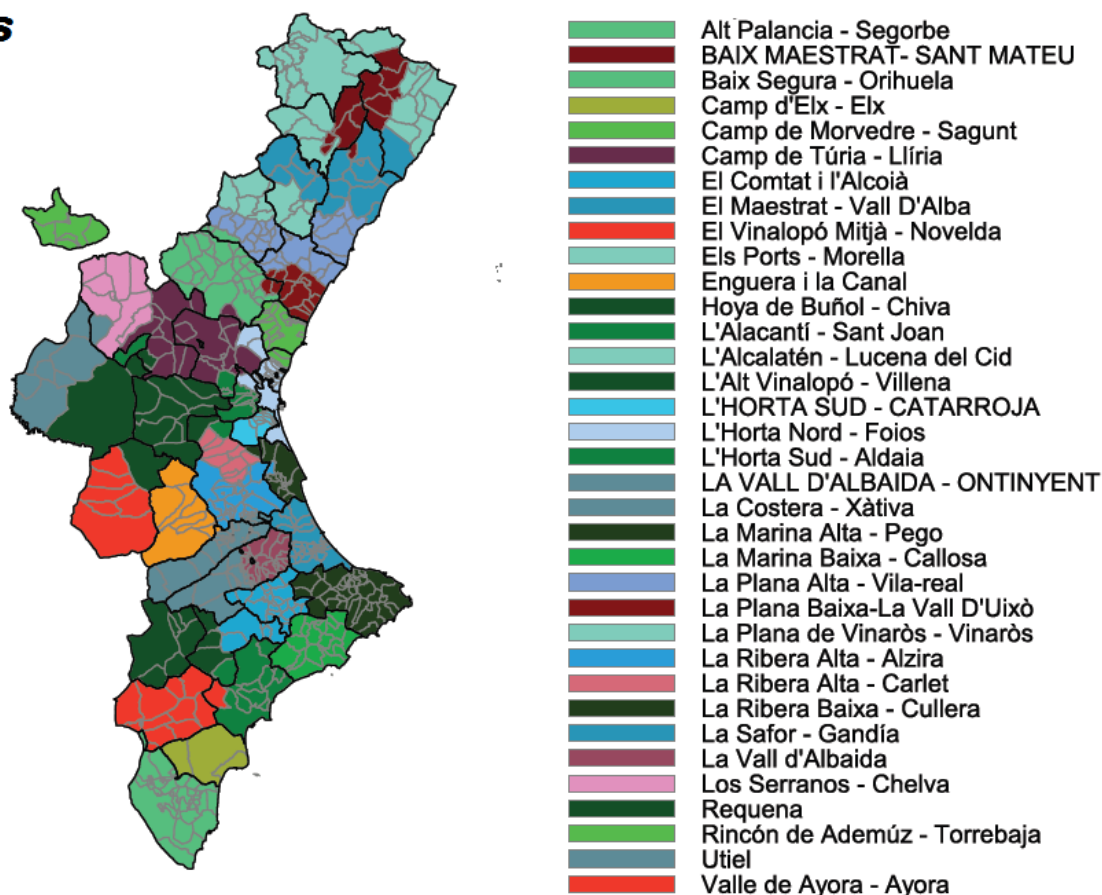 s
Alt Palancia - Segorbe
BAIX MAESTRAT- SANT MATEU
Baix Segura - Orihuela
Camp d'Elx - Elx
Camp de Morvedre - Sagunt
Camp de Túria - Llíria
El Comtat i l'Alcoià
El Maestrat - Vall D'Alba
El Vinalopó Mitjà - Novelda
Els Ports - Morella
Enguera i la Canal
Hoya de Buñol - Chiva
L'Alacantí - Sant Joan
L'Alcalatén - Lucena del Cid
L'Alt Vinalopó - Villena
L'HORTA SUD - CATARROJA
L'Horta Nord - Foios
L'Horta Sud - Aldaia
LA VALL D'ALBAIDA - ONTINYENT
La Costera - Xàtiva
La Marina Alta - Pego
La Marina Baixa - Callosa
La Plana Alta - Vila-real
La Plana Baixa-La Vall D'Uixò
La Plana de Vinaròs - Vinaròs
La Ribera Alta - Alzira
La Ribera Alta - Carlet
La Ribera Baixa - Cullera
La Safor - Gandía
La Vall d'Albaida
Los Serranos - Chelva
Requena
Rincón de Ademúz - Torrebaja
Utiel
Valle de Ayora - Ayora